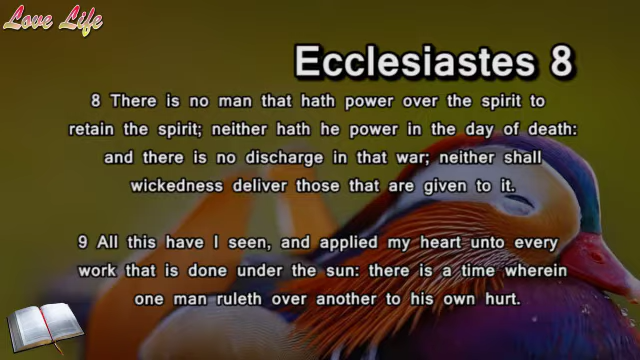 Love Life
Ecclesiastes 8
8 There is no man that hath power over the spirit to
retain the spirit; neither hath he power in the day of death:
and there is no discharge in that war; neither shall
wickedness deliver those that are given to it.
9 All this have I seen, and applied my heart unto every
work that is done under the sun: there is a time wherein
one man ruleth over another to his own hurt.